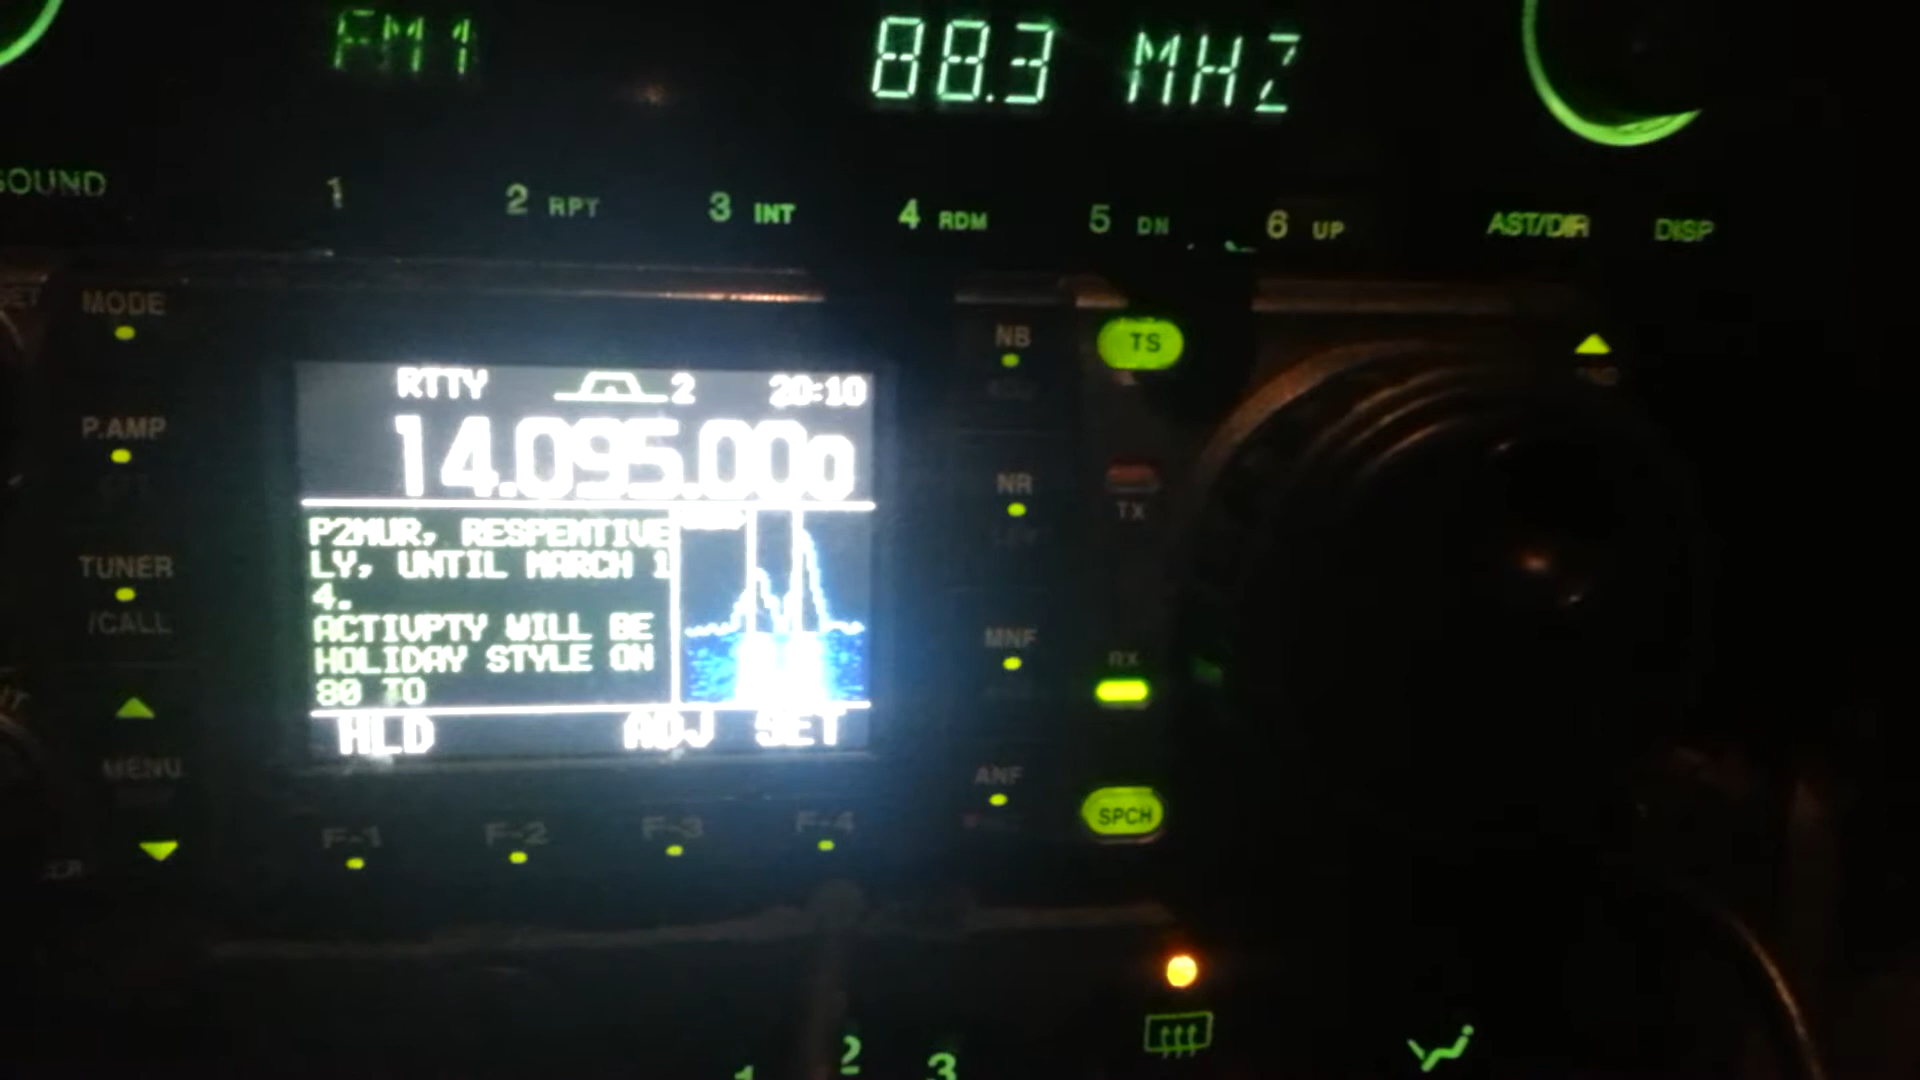 FM1 88.3 MHZ
SOUND 1 2 RPT 3 INT 4 RDM 5 DN 6 UP AST/DIR DISP
MODE
P.AMP
TUNER
/CALL
MENU
RTTY 2 20:10
14.095.000
P2MUR, RESPEMTIVE
LY, UNTIL MARCH 1
4.
ACTIVPTY WILL BE
HOLIDAY STYLE ON
80 TO
HLD ADJ SET
F-1 F-2 F-3 F-4
NB
NR
MNF
ANF
TS
TX
RX
SPCH
1 2 3